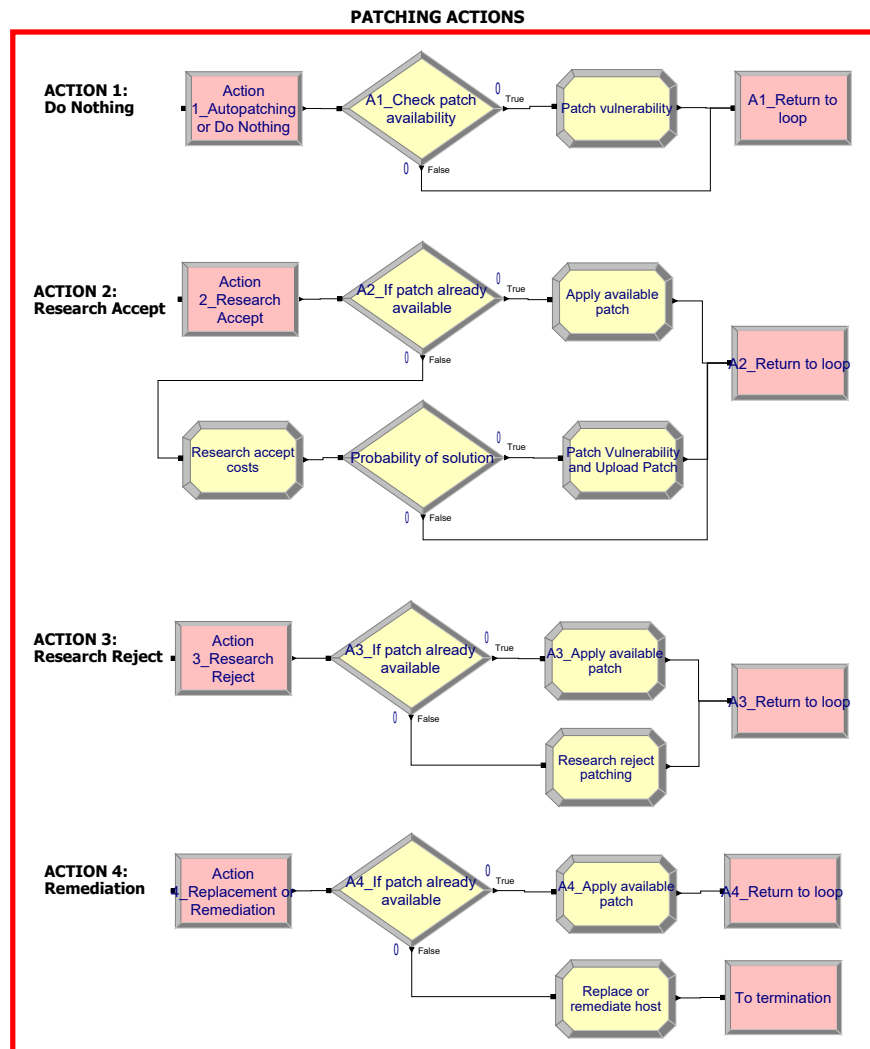 PATCHING ACTIONS
ACTION 1:
Do Nothing
Action
1_Autopatching
or Do Nothing
A1_Check patch
availability
0
True
0
False
Patch vulnerability
A1_Return to
loop
ACTION 2:
Research Accept
Action
2_Research
Accept
A2_If patch already
available
0
True
0
False
Apply available
patch
A2_Return to loop
Research accept
costs
Probability of solution
0
True
0
False
Patch Vulnerability
and Upload Patch
ACTION 3:
Research Reject
Action
3_Research
Reject
A3_If patch already
available
0
True
0
False
A3_Apply available
patch
A3_Return to loop
Research reject
patching
ACTION 4:
Remediation
Action
4_Replacement or
Remediation
A4_If patch already
available
0
True
0
False
A4_Apply available
patch
A4_Return to loop
Replace or
remediate host
To termination